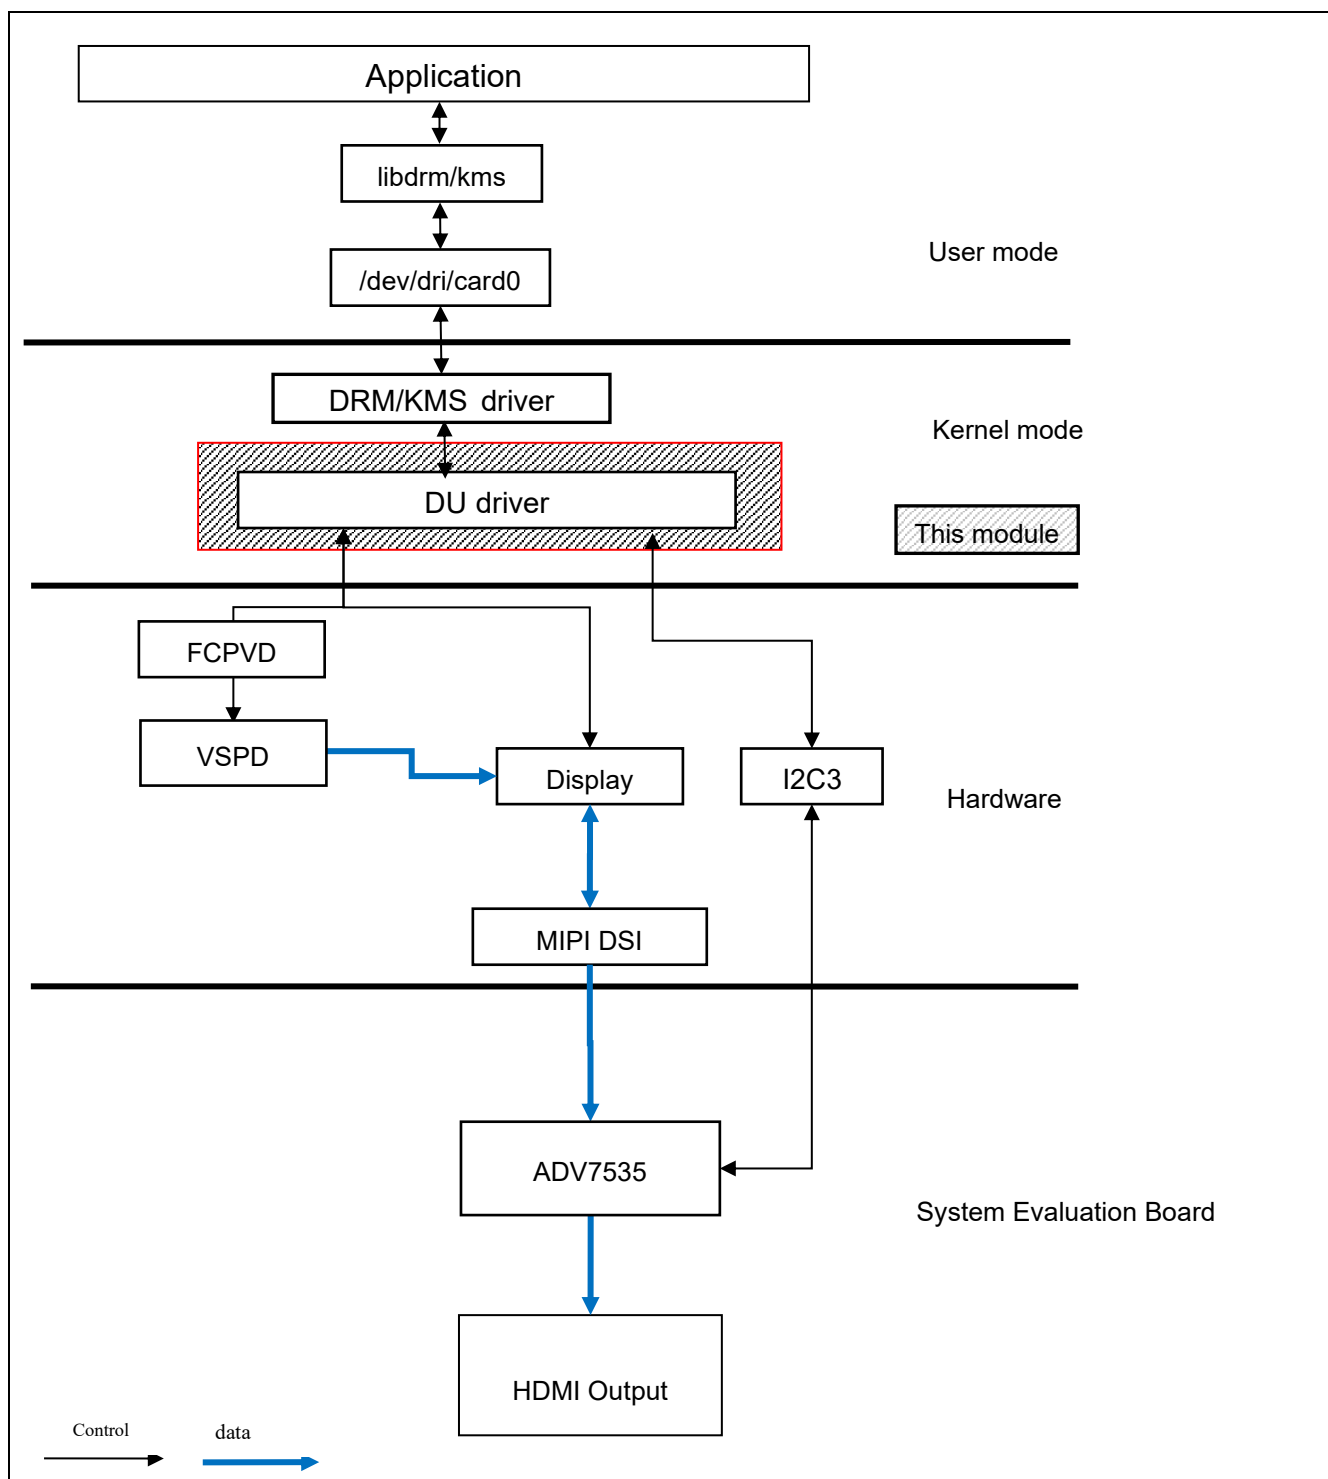 Application
libdrm/kms
/dev/dri/card0
User mode
DRM/KMS driver
Kernel mode
DU driver
This module
FCPVD
VSPD
Display
I2C3
Hardware
MIPI DSI
ADV7535
System Evaluation Board
HDMI Output
Control
data